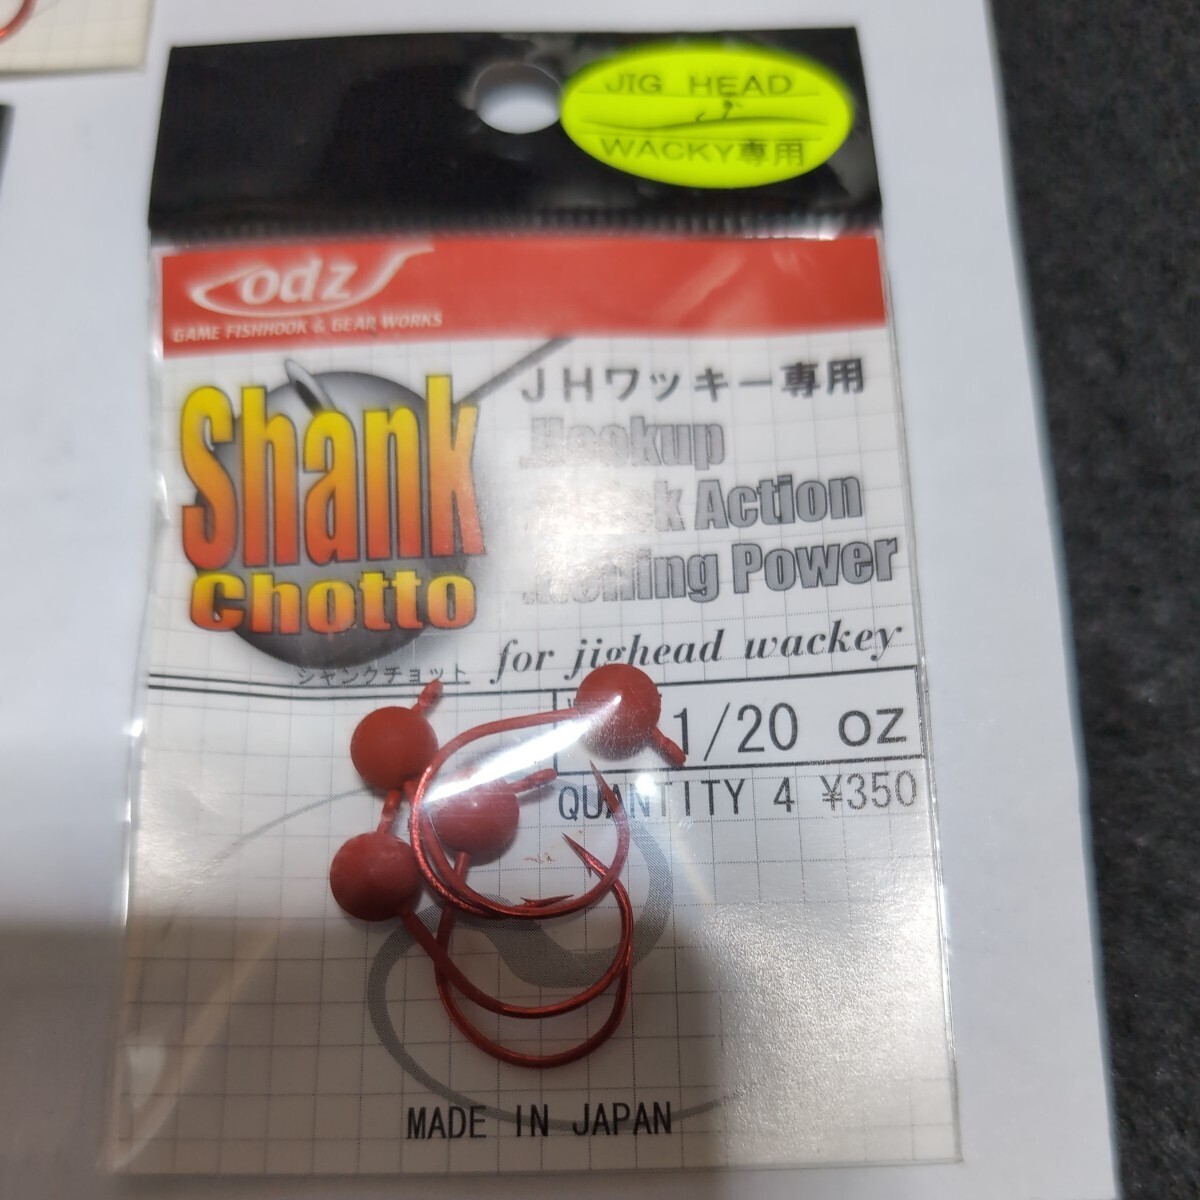 JIG HEAD
WACKY専用
odz
GAME FISHHOOK & GEAR WORKS
Shank
Chotto
シャンクチョット
JHワッキー専用
Hookup
Action
Power
for jighead wackey
1/20 oz
QUANTITY 4 ¥350
MADE IN JAPAN